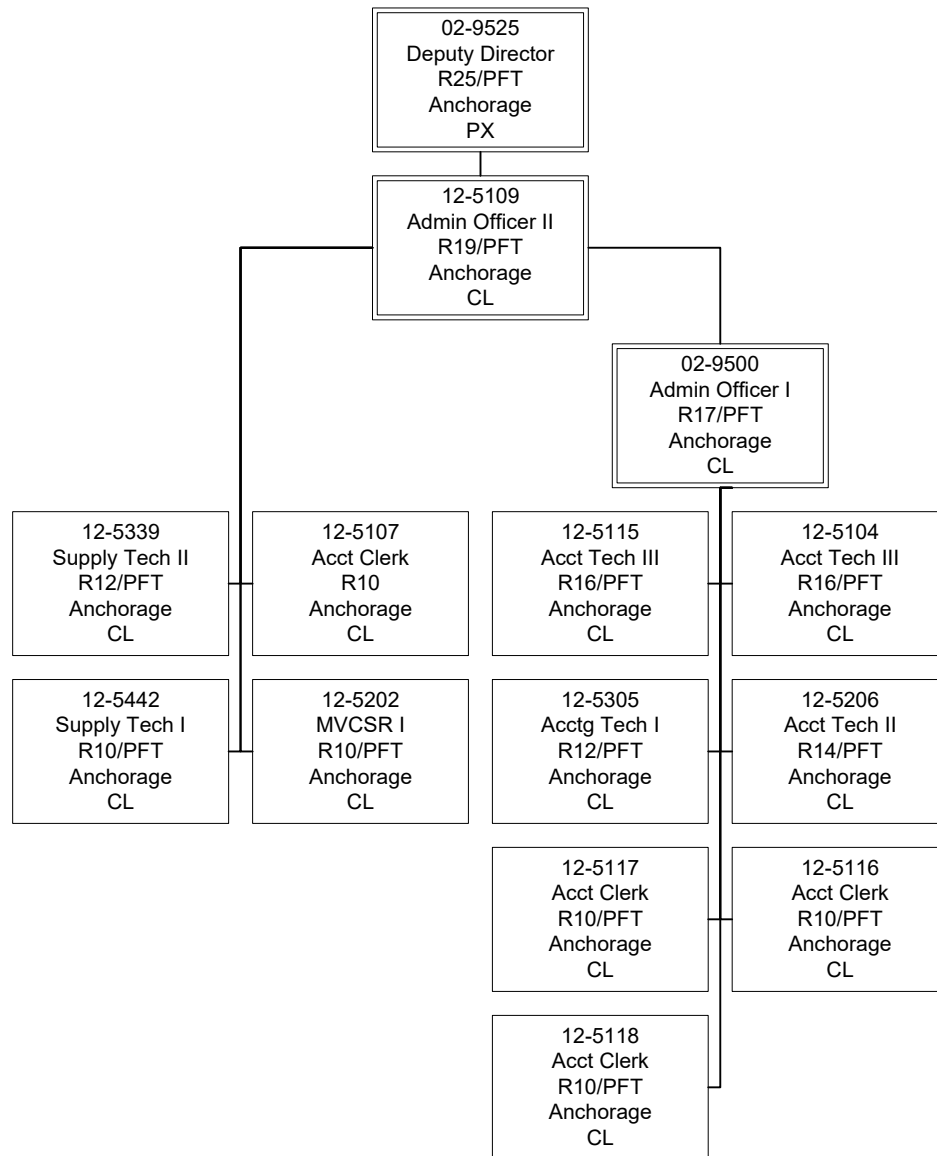 02-9525
Deputy Director
R25/PFT
Anchorage
PX
12-5109
Admin Officer II
R19/PFT
Anchorage
CL
02-9500
Admin Officer I
R17/PFT
Anchorage
CL
12-5339
Supply Tech II
R12/PFT
Anchorage
CL
12-5107
Acct Clerk
R10
Anchorage
CL
12-5115
Acct Tech III
R16/PFT
Anchorage
CL
12-5104
Acct Tech III
R16/PFT
Anchorage
CL
12-5442
Supply Tech I
R10/PFT
Anchorage
CL
12-5202
MVCSR I
R10/PFT
Anchorage
CL
12-5305
Acctg Tech I
R12/PFT
Anchorage
CL
12-5206
Acct Tech II
R14/PFT
Anchorage
CL
12-5117
Acct Clerk
R10/PFT
Anchorage
CL
12-5116
Acct Clerk
R10/PFT
Anchorage
CL
12-5118
Acct Clerk
R10/PFT
Anchorage
CL